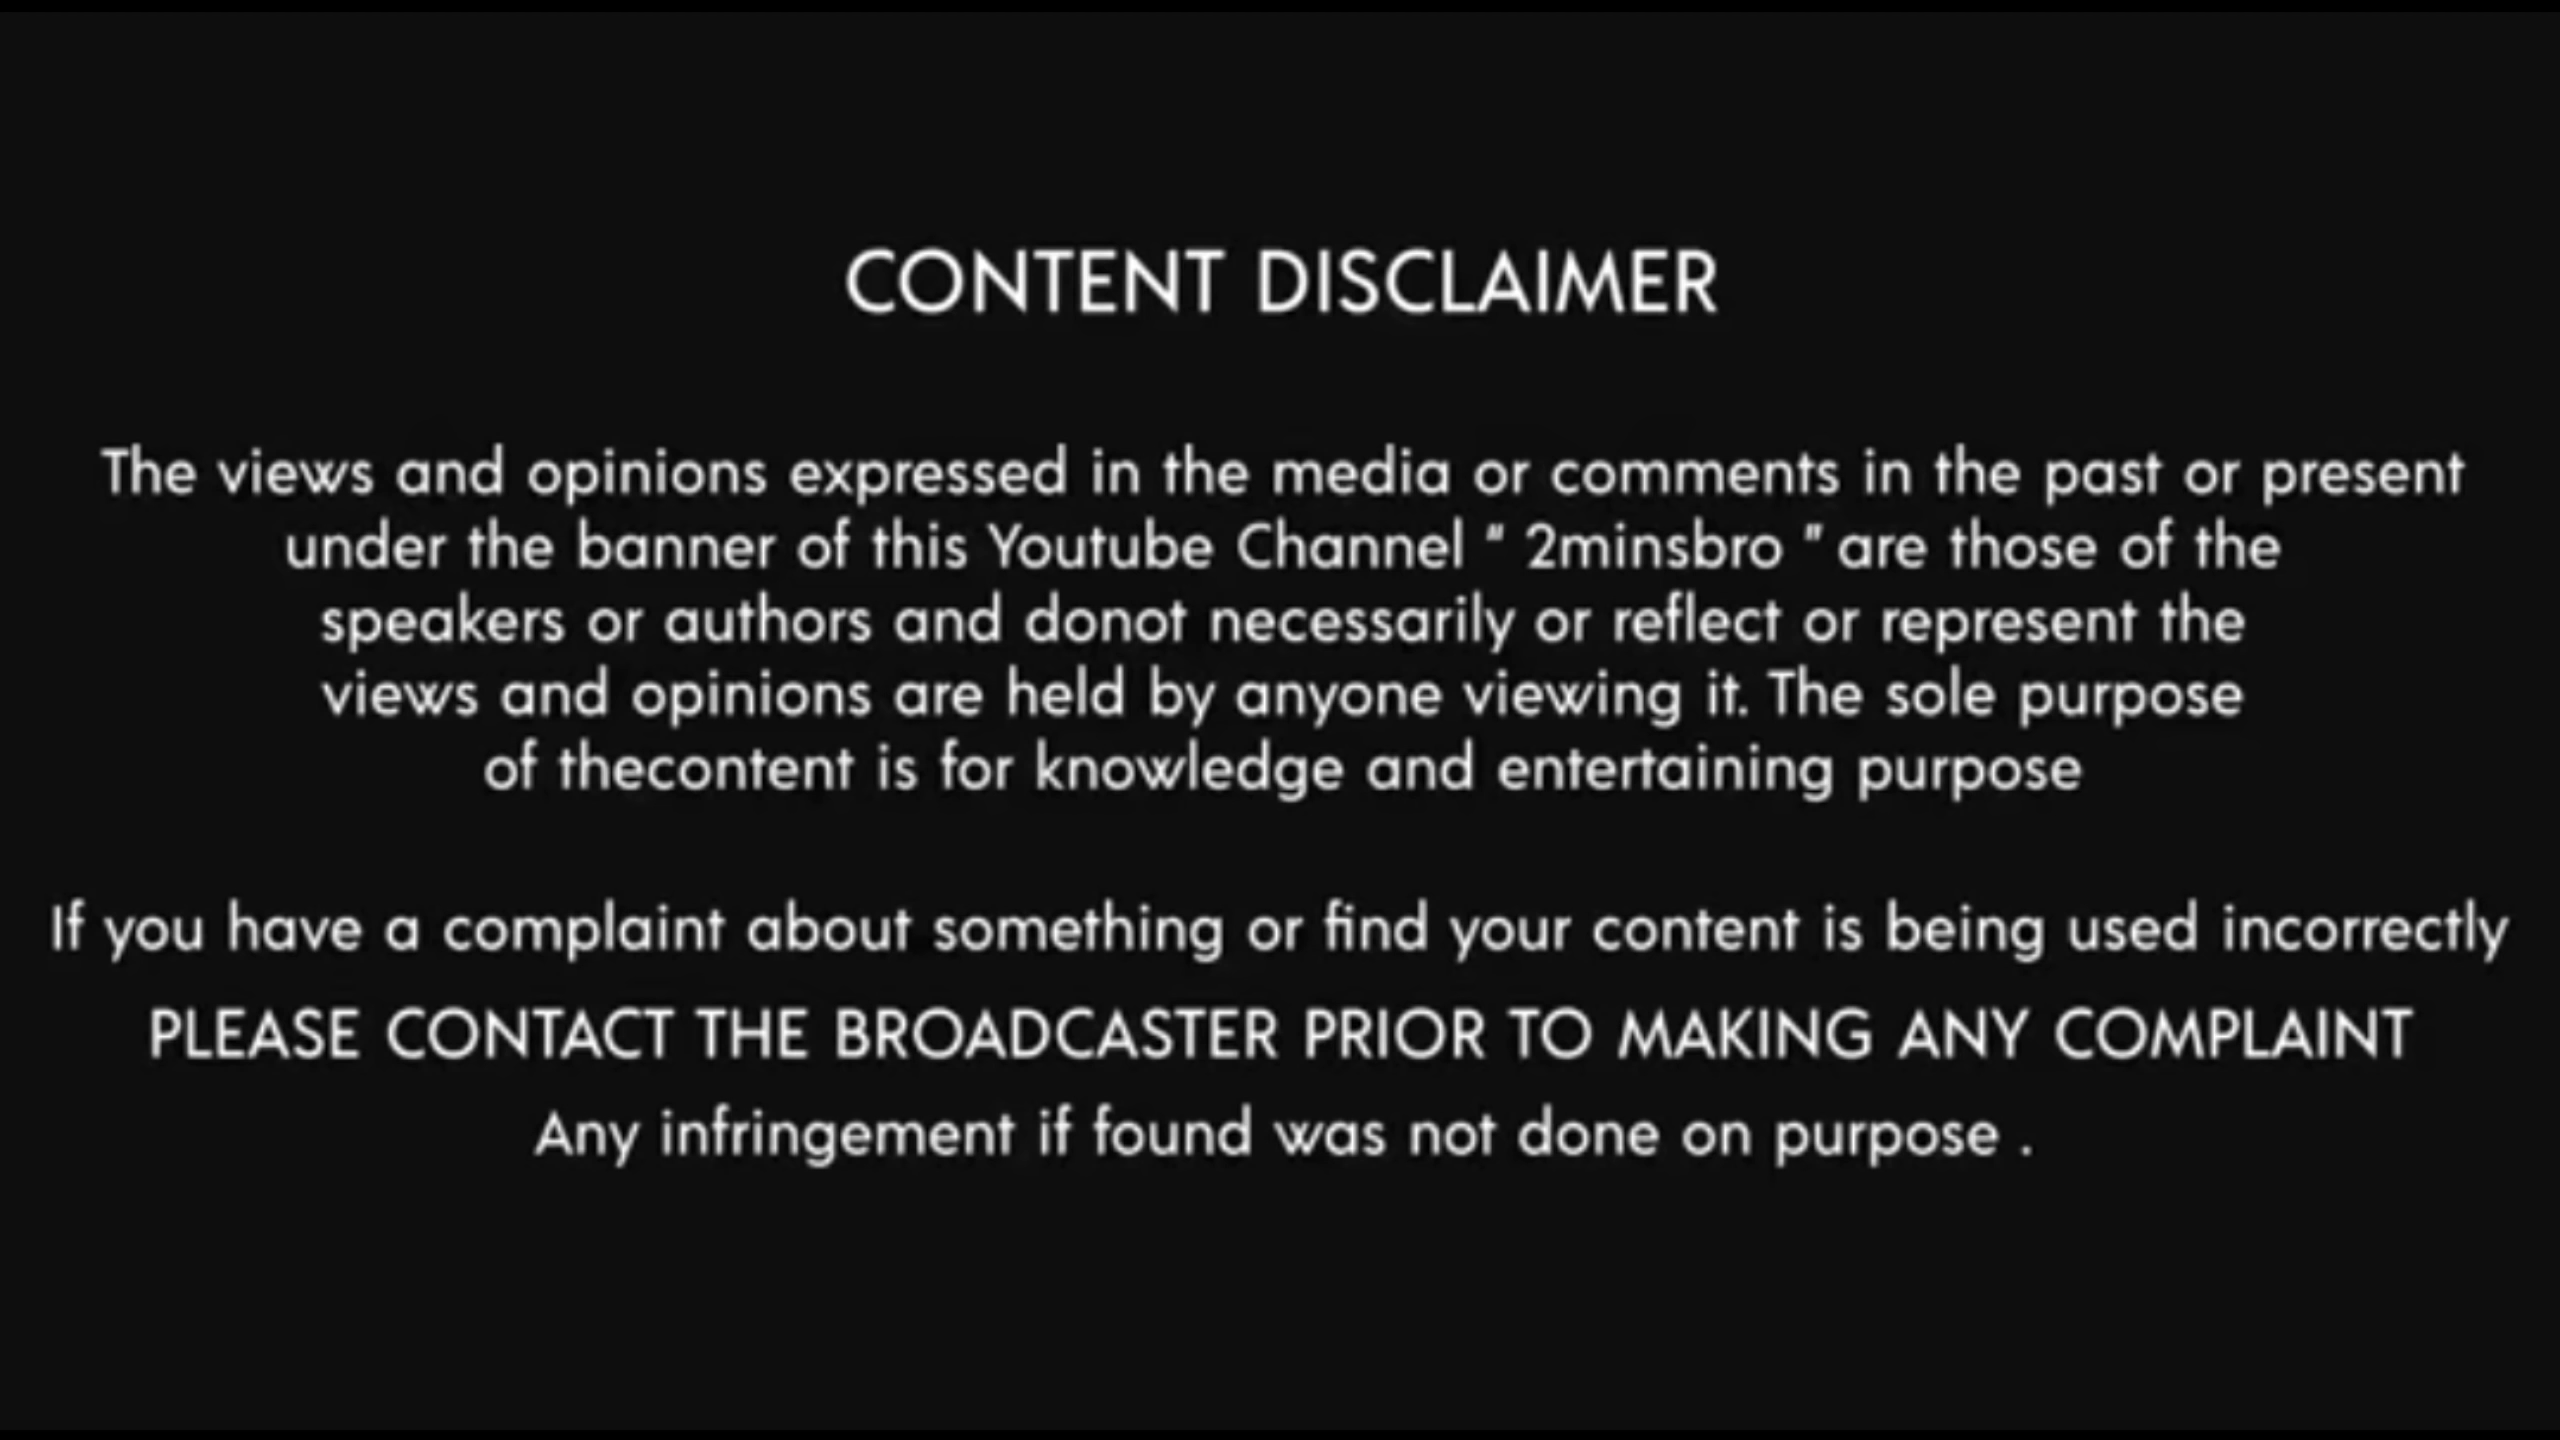 CONTENT DISCLAIMER
The views and opinions expressed in the media or comments in the past or present
under the banner of this Youtube Channel “ 2minsbro ” are those of the
speakers or authors and donot necessarily or reflect or represent the
views and opinions are held by anyone viewing it. The sole purpose
of thecontent is for knowledge and entertaining purpose
If you have a complaint about something or find your content is being used incorrectly
PLEASE CONTACT THE BROADCASTER PRIOR TO MAKING ANY COMPLAINT
Any infringement if found was not done on purpose .